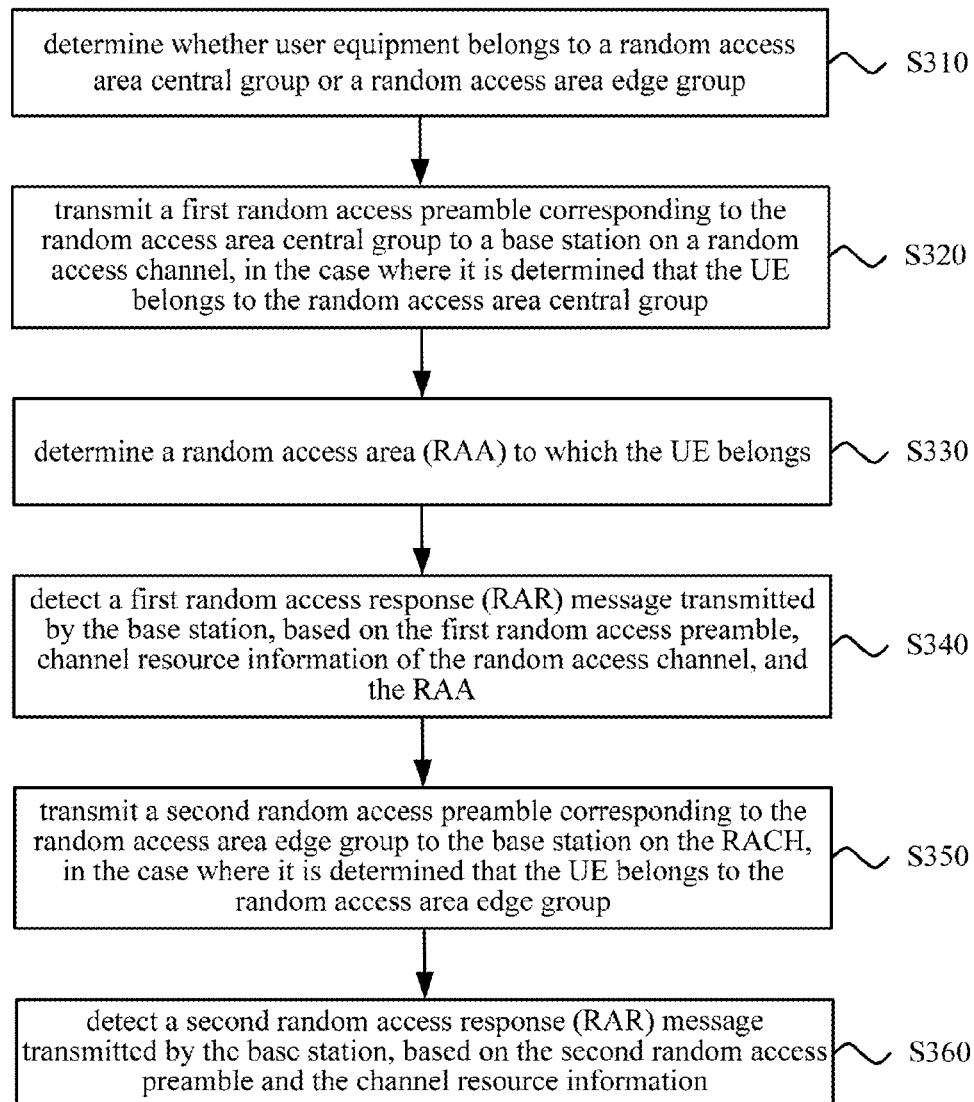 determine whether user equipment belongs to a random access
area central group or a random access area edge group
S310
transmit a first random access preamble corresponding to the
random access area central group to a base station on a random
access channel, in the case where it is determined that the UE
belongs to the random access area central group
S320
determine a random access area (RAA) to which the UE belongs
S330
detect a first random access response (RAR) message transmitted
by the base station, based on the first random access preamble,
channel resource information of the random access channel, and
the RAA
S340
transmit a second random access preamble corresponding to the
random access area edge group to the base station on the RACH,
in the case where it is determined that the UE belongs to the
random access area edge group
S350
detect a second random access response (RAR) message
transmitted by the base station, based on the second random access
preamble and the channel resource information
S360